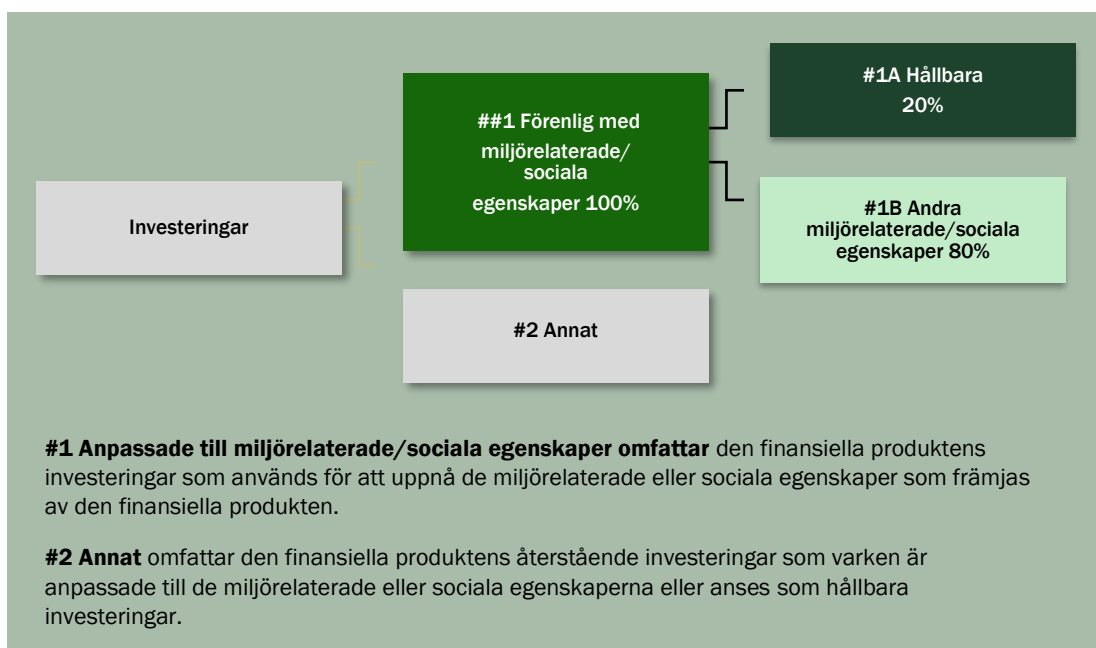 Investeringar
##1 Förenlig med
miljörelaterade/
sociala
egenskaper 100%
#1A Hållbara
20%
#1B Andra
miljörelaterade/sociala
egenskaper 80%
#2 Annat
#1 Anpassade till miljörelaterade/sociala egenskaper omfattar den finansiella produktens
investeringar som används för att uppnå de miljörelaterade eller sociala egenskaper som främjas
av den finansiella produkten.
#2 Annat omfattar den finansiella produktens återstående investeringar som varken är
anpassade till de miljörelaterade eller sociala egenskaperna eller anses som hållbara
investeringar.